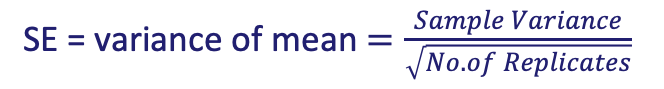 SE = variance of mean = Sample Variance / √No.of Replicates